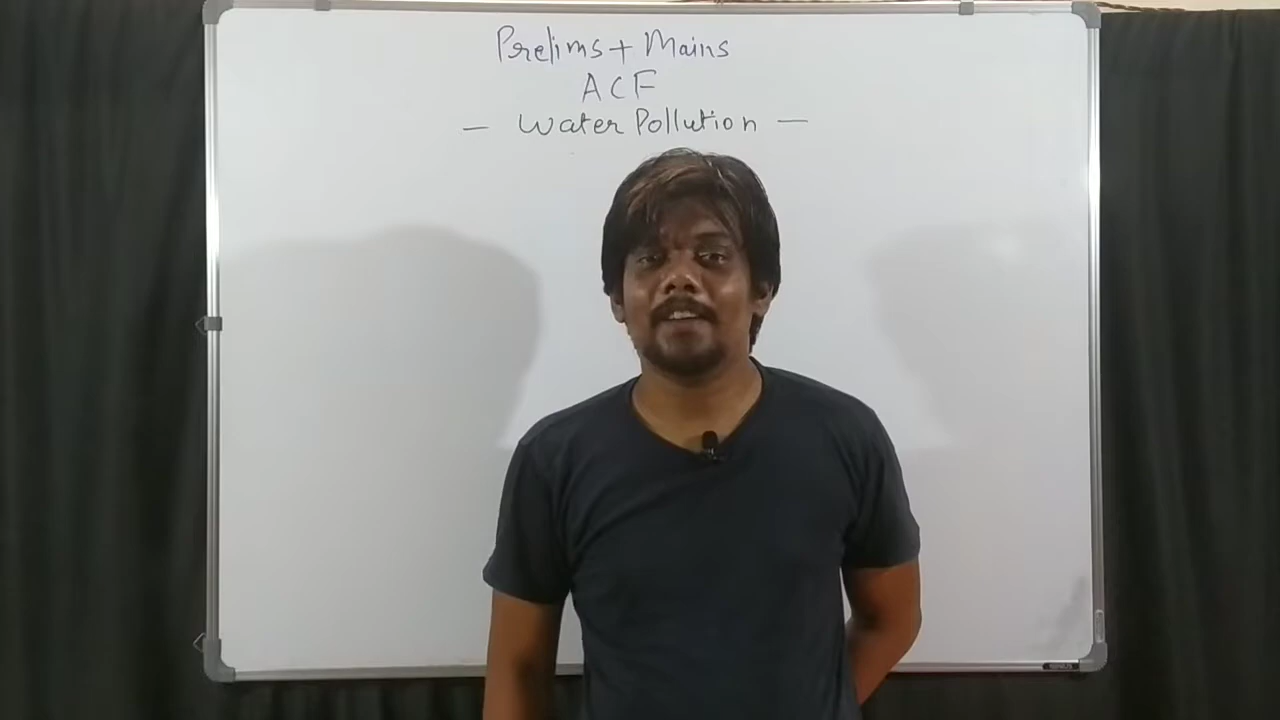 Prelims + Mains
ACF
— Water Pollution —